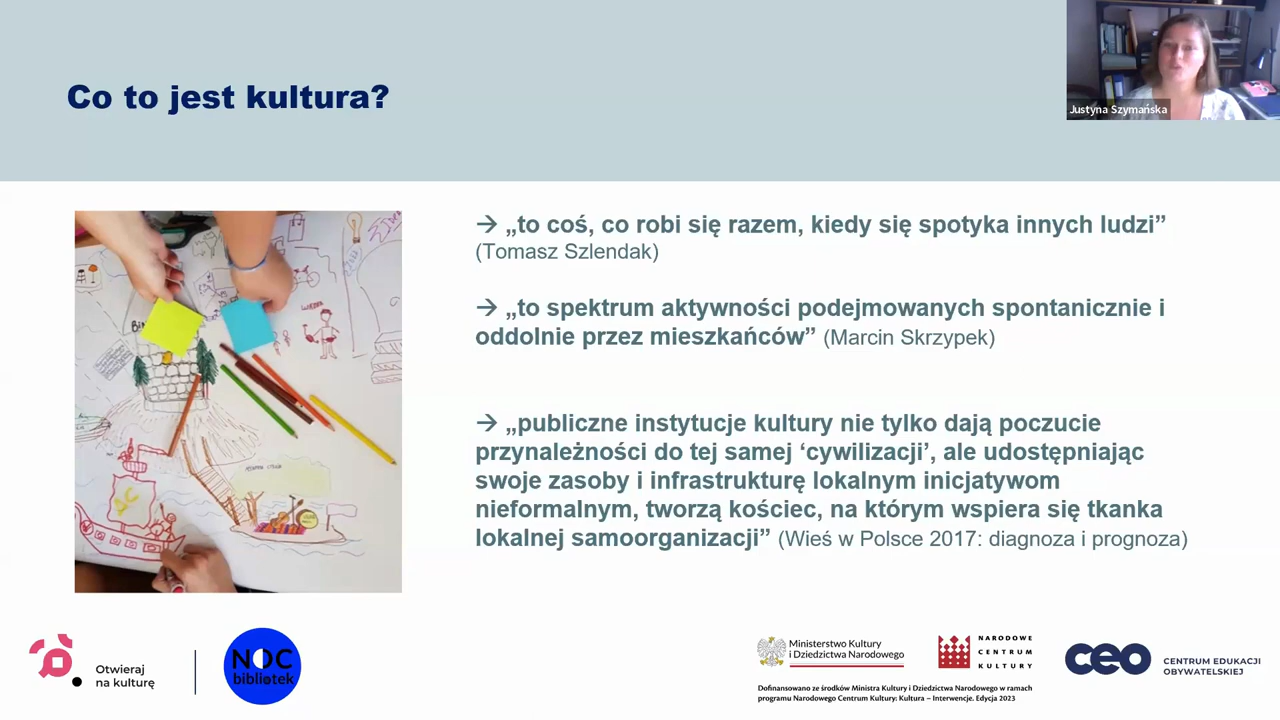 Co to jest kultura?
Justyna Szymańska
→ „to coś, co robi się razem, kiedy się spotyka innych ludzi”
(Tomasz Szlendak)
→ „to spektrum aktywności podejmowanych spontanicznie i
oddolnie przez mieszkańców” (Marcin Skrzypek)
→ „publiczne instytucje kultury nie tylko dają poczucie
przynależności do tej samej ‘cywilizacji’, ale udostępniając
swoje zasoby i infrastrukturę lokalnym inicjatywom
nieformalnym, tworzą kościec, na którym wspiera się tkanka
lokalnej samoorganizacji” (Wieś w Polsce 2017: diagnoza i prognoza)
Otwieraj
na kulturę
NOC
bibliotek
Ministerstwo Kultury
i Dziedzictwa Narodowego
NARODOWE
CENTRUM
KULTURY
ceo
CENTRUM EDUKACJI
OBYWATELSKIEJ
Dofinansowano ze środków Ministra Kultury i Dziedzictwa Narodowego w ramach
programu Narodowego Centrum Kultury: Kultura – Interwencje. Edycja 2023